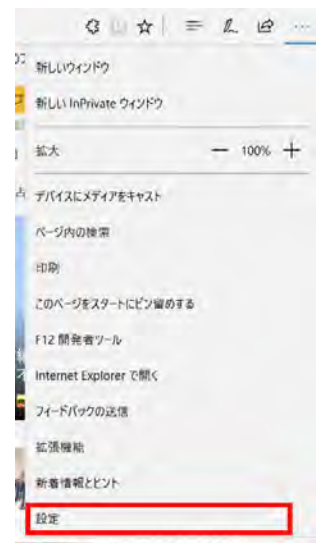 新しいウィンドウ
新しい InPrivate ウィンドウ
拡大 — 100% +
デバイスにメディアをキャスト
ページ内の検索
印刷
このページをスタートにピン留めする
F12 開発者ツール
Internet Explorer で開く
フィードバックの送信
拡張機能
新着情報とヒント
設定